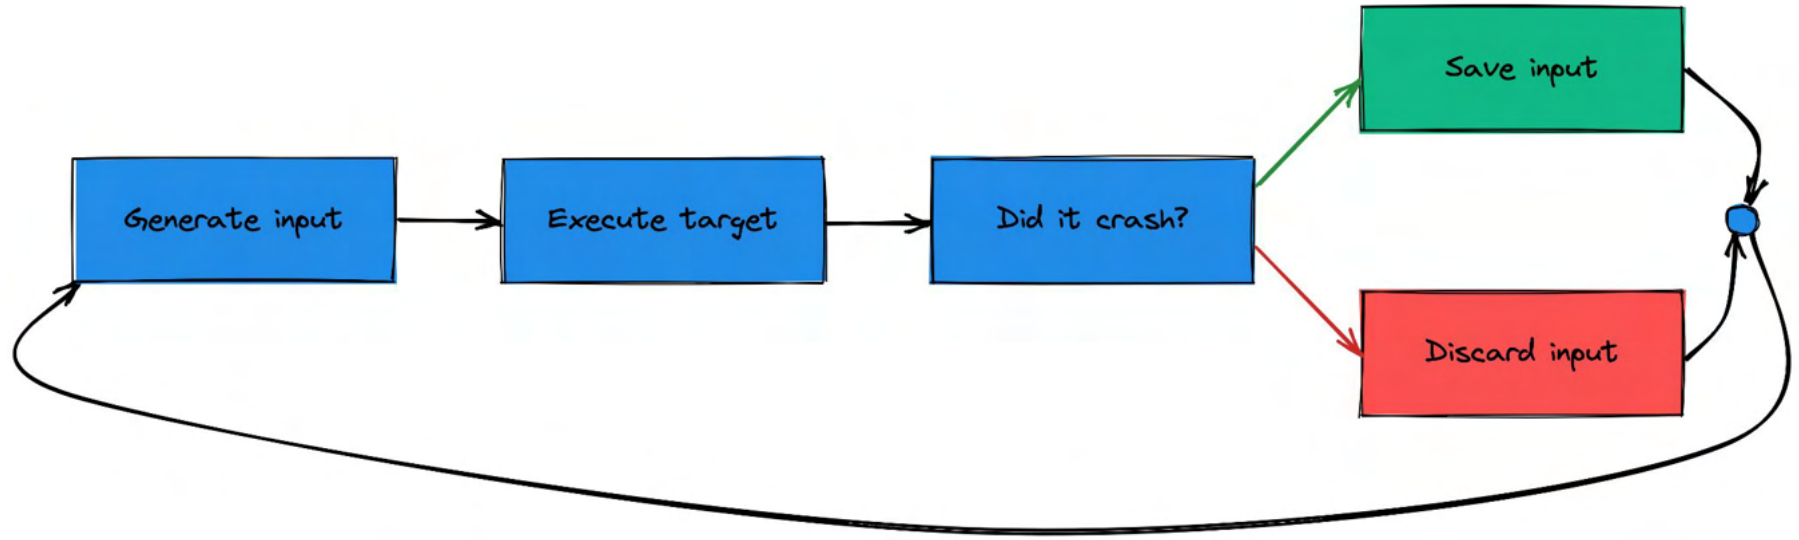 Save input
Generate input
Execute target
Did it crash?
Discard input